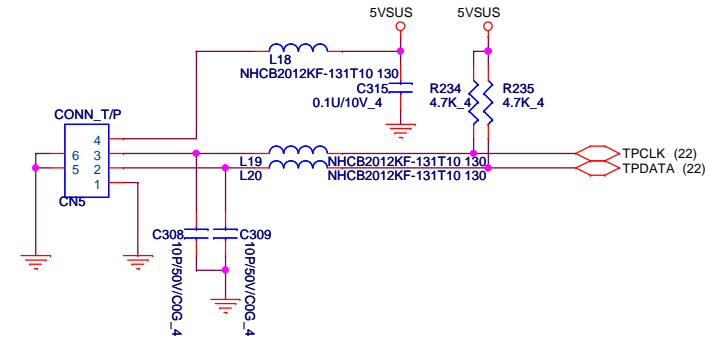 5VSUS
5VSUS
L18
NHCB2012KF-131T10 130
C315
0.1U/10V_4
R234
4.7K_4
R235
4.7K_4
CONN_T/P
4
6 3
5 2
1
CN5
L19
NHCB2012KF-131T10 130
L20
NHCB2012KF-131T10 130
TPCLK (22)
TPDATA (22)
C308
10P/50V/C0G_4
C309
10P/50V/C0G_4